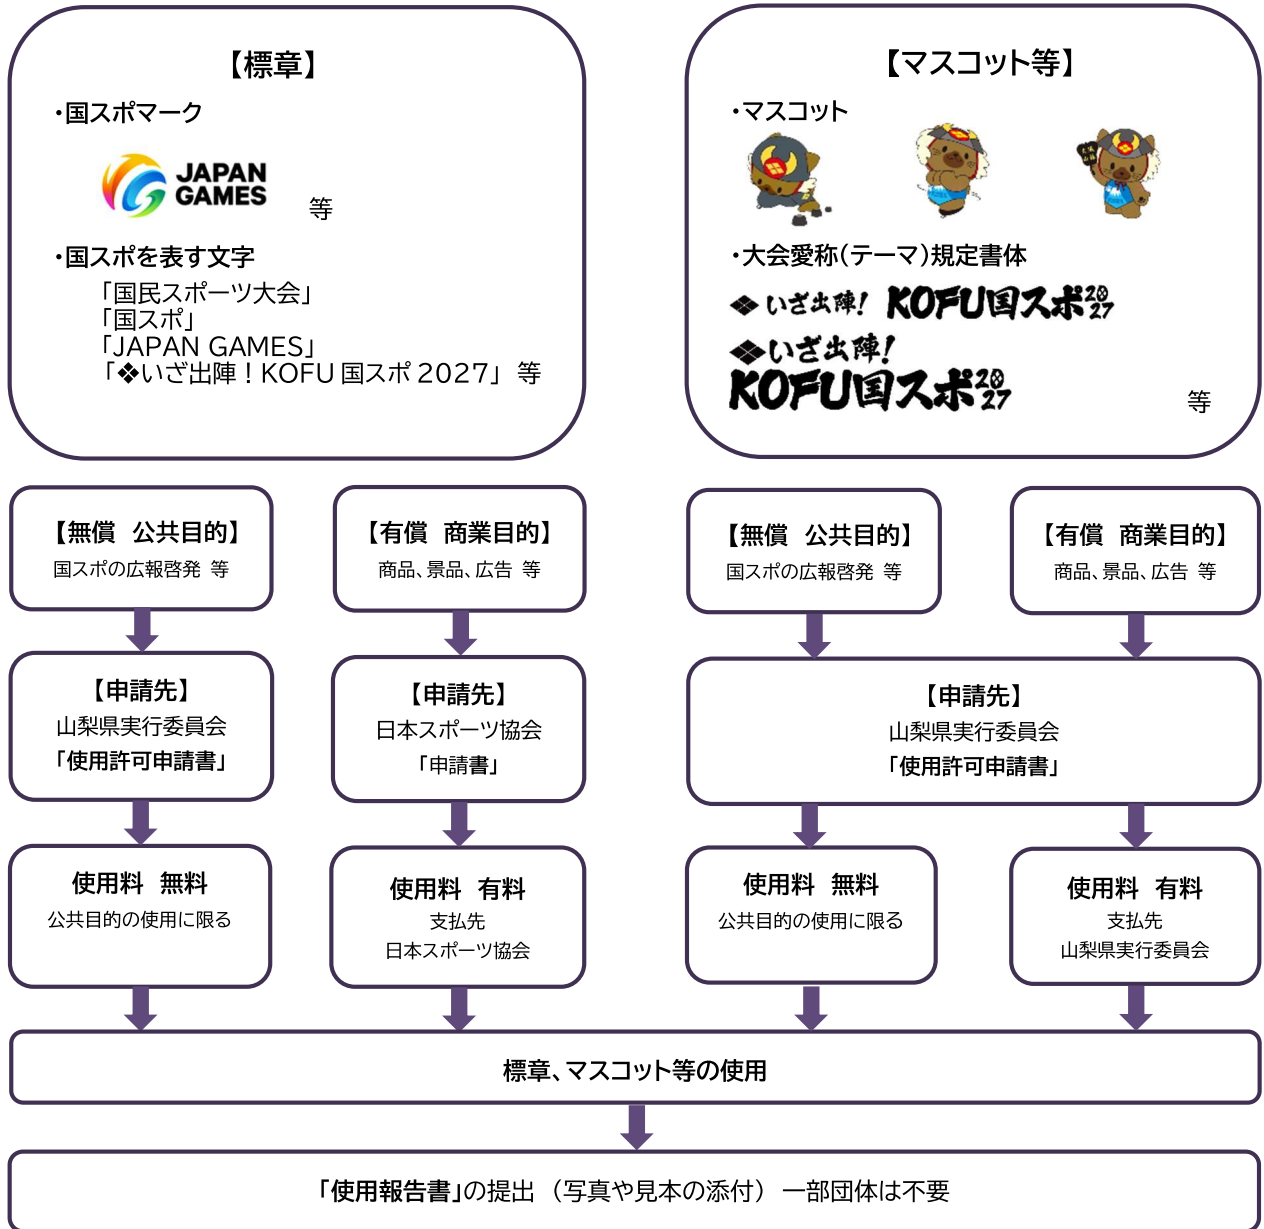 【標章】
・国スポマーク
JAPAN
GAMES
等
・国スポを表す文字
「国民スポーツ大会」
「国スポ」
「JAPAN GAMES」
「❖いざ出陣！KOFU 国スポ 2027」 等
【マスコット等】
・マスコット
・大会愛称（テーマ）規定書体
いざ出陣! KOFU国スポ2027
いざ出陣!
KOFU国スポ2027
等
【無償 公共目的】
国スポの広報啓発 等
【有償 商業目的】
商品、景品、広告 等
【無償 公共目的】
国スポの広報啓発 等
【有償 商業目的】
商品、景品、広告 等
【申請先】
山梨県実行委員会
「使用許可申請書」
【申請先】
日本スポーツ協会
「申請書」
【申請先】
山梨県実行委員会
「使用許可申請書」
使用料 無料
公共目的の使用に限る
使用料 有料
支払先
日本スポーツ協会
使用料 無料
公共目的の使用に限る
使用料 有料
支払先
山梨県実行委員会
標章、マスコット等の使用
「使用報告書」の提出 （写真や見本の添付） 一部団体は不要